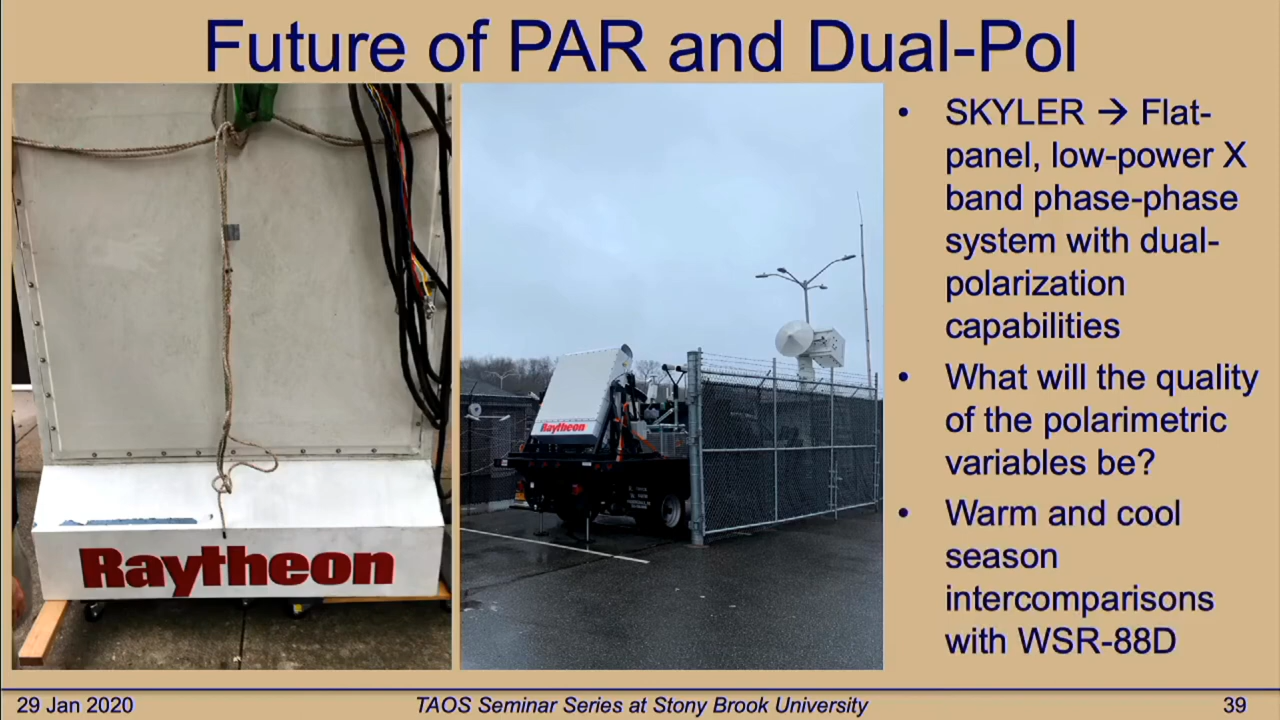 Future of PAR and Dual-Pol
Raytheon
Raytheon
• SKYLER → Flat-
panel, low-power X
band phase-phase
system with dual-
polarization
capabilities
• What will the quality
of the polarimetric
variables be?
• Warm and cool
season
intercomparisons
with WSR-88D
29 Jan 2020
TAOS Seminar Series at Stony Brook University
39